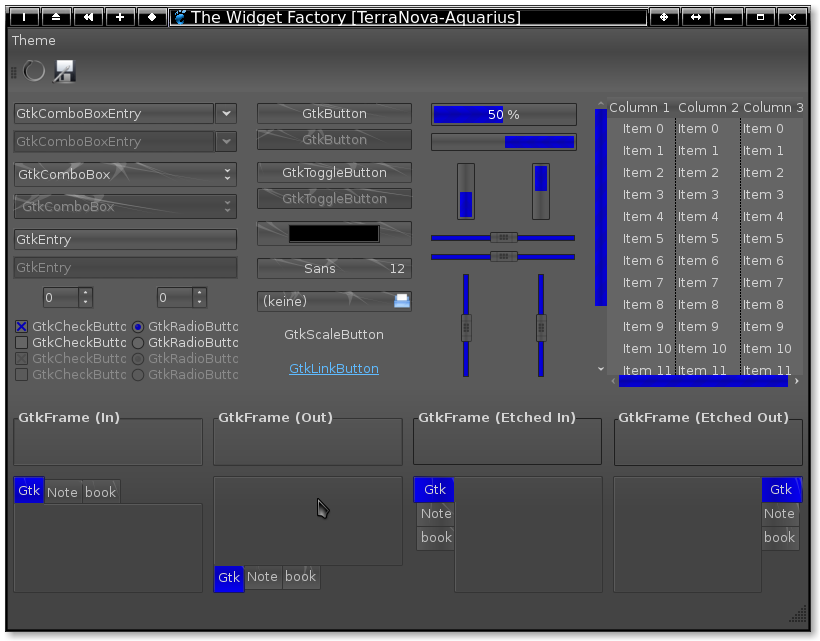 The Widget Factory [TerraNova-Aquarius]
Theme
GtkComboBoxEntry
GtkComboBoxEntry
GtkComboBox
GtkComboBox
GtkEntry
GtkEntry
0 0
GtkCheckButto GtkRadioButto
GtkCheckButto GtkRadioButto
GtkCheckButto GtkRadioButto
GtkCheckButto GtkRadioButto
GtkButton
GtkButton
GtkToggleButton
GtkToggleButton
Sans 12
(keine)
GtkScaleButton
GtkLinkButton
50 %
Column 1 Column 2 Column 3
Item 0 Item 0 Item 0
Item 1 Item 1 Item 1
Item 2 Item 2 Item 2
Item 3 Item 3 Item 3
Item 4 Item 4 Item 4
Item 5 Item 5 Item 5
Item 6 Item 6 Item 6
Item 7 Item 7 Item 7
Item 8 Item 8 Item 8
Item 9 Item 9 Item 9
Item 10 Item 10 Item 10
Item 11 Item 11 Item 11
GtkFrame (In) GtkFrame (Out) GtkFrame (Etched In) GtkFrame (Etched Out)
Gtk Note book
Gtk Note book
Gtk
Note
book
Gtk
Note
book